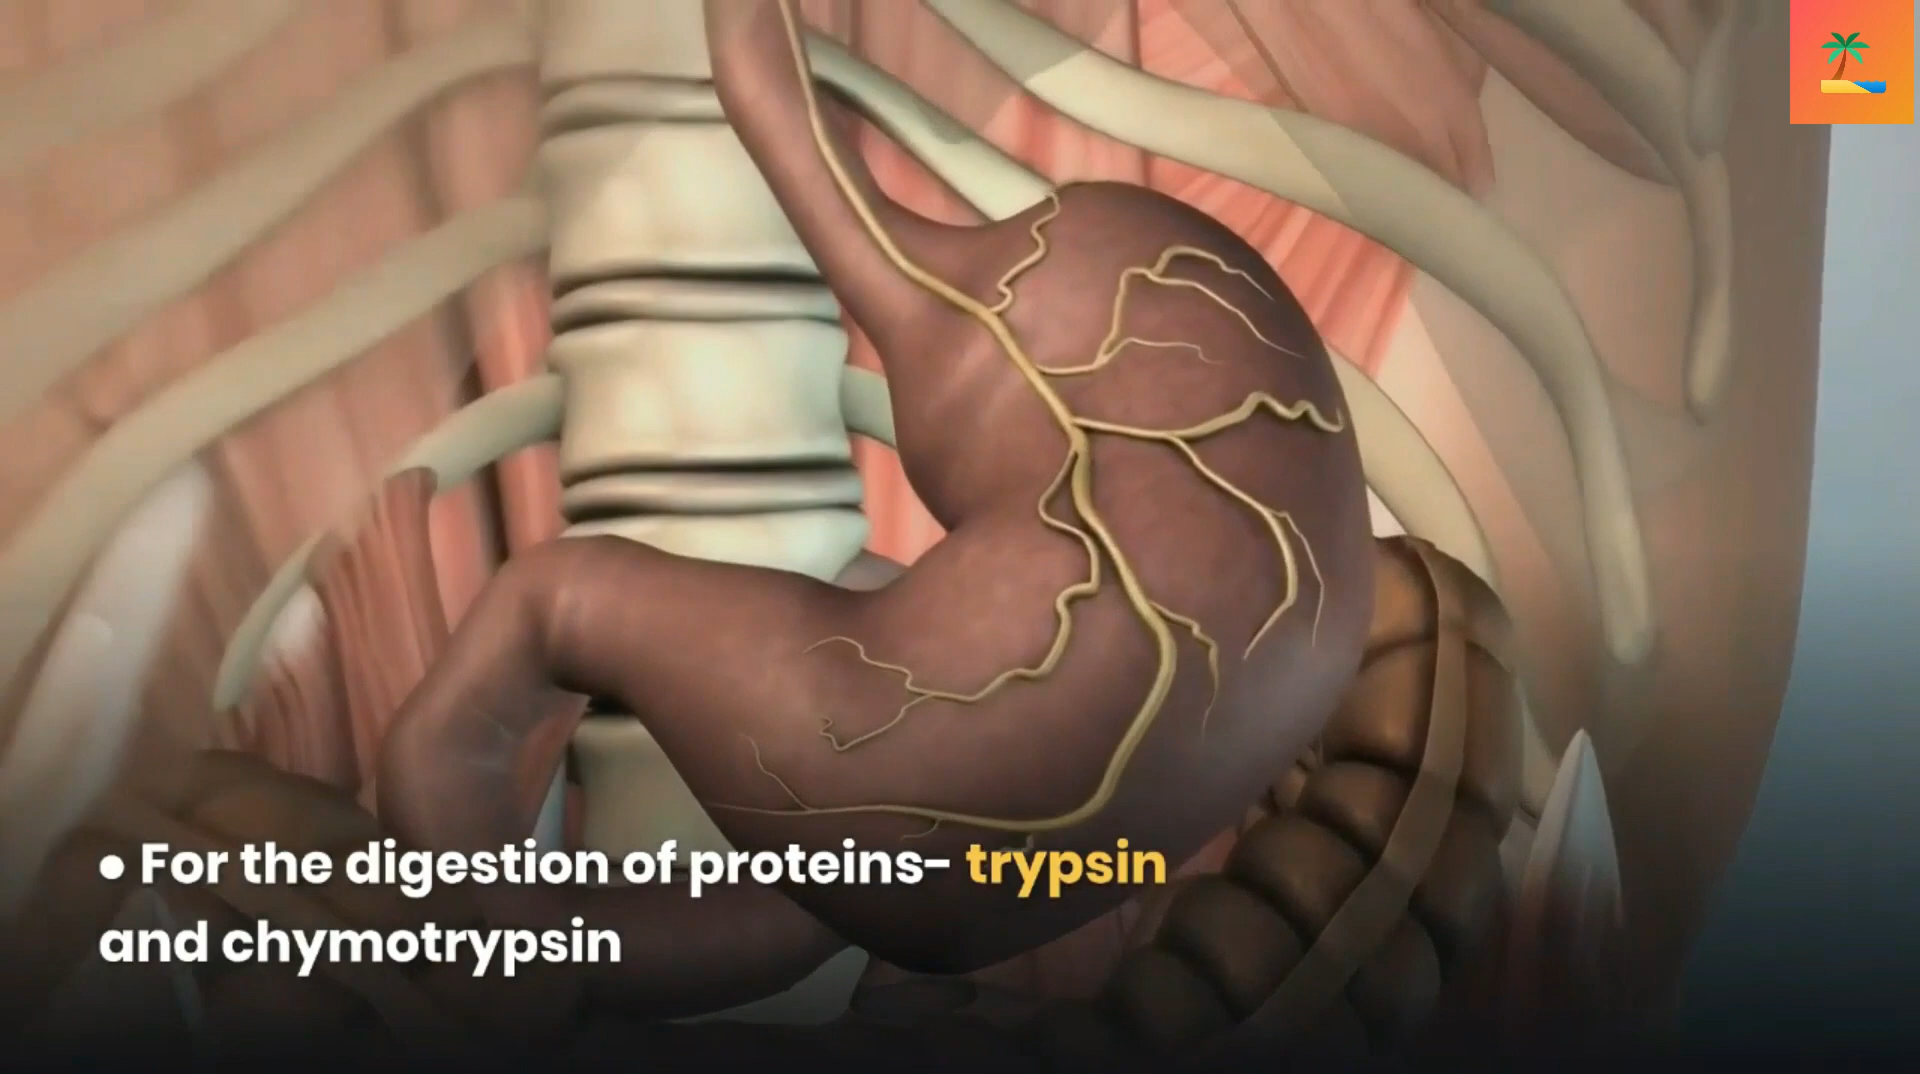 ● For the digestion of proteins- trypsin
and chymotrypsin